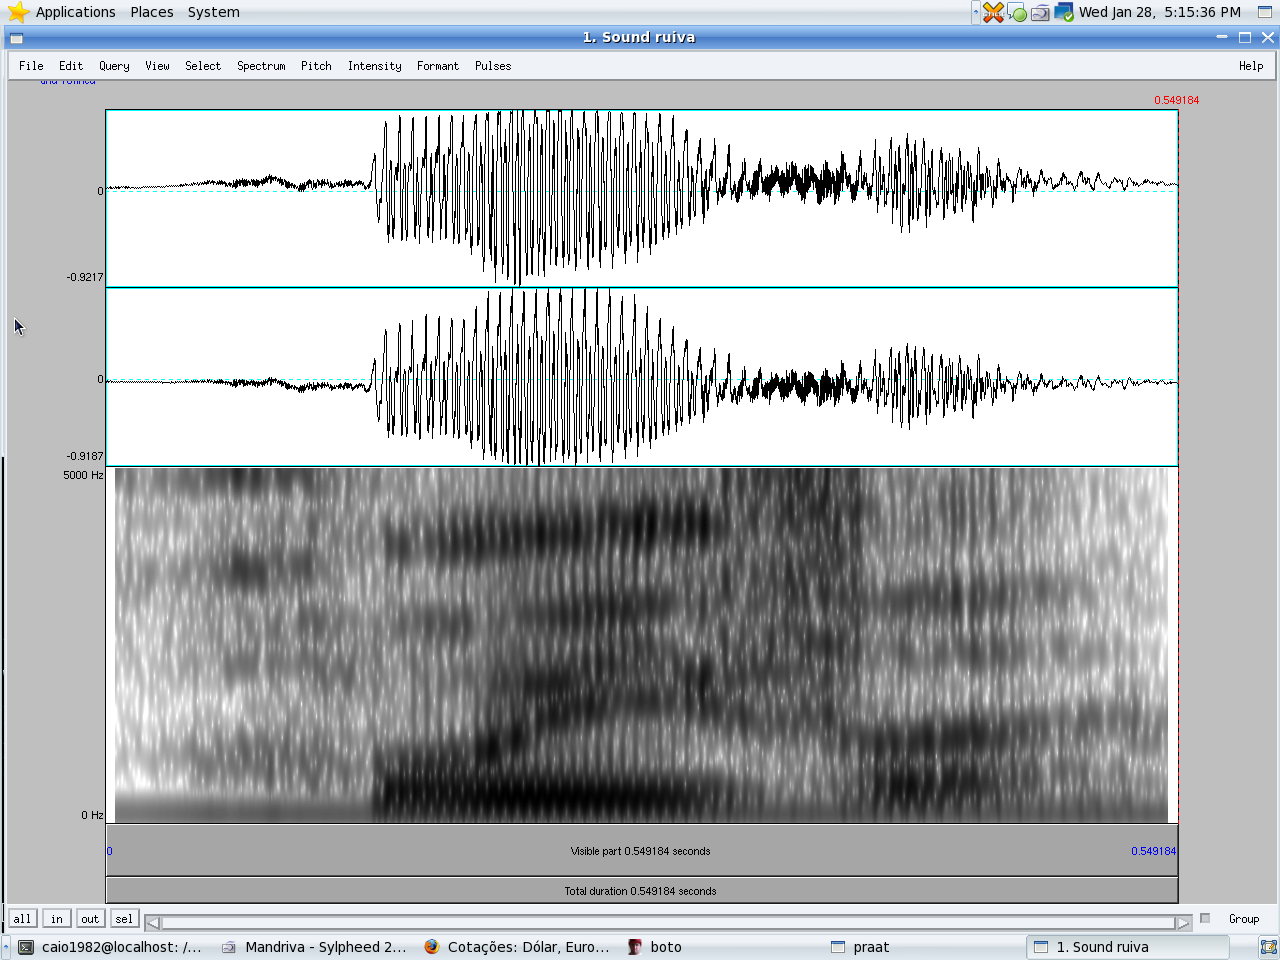 Applications Places System Wed Jan 28, 5:15:36 PM
1. Sound ruiva
File Edit Query View Select Spectrum Pitch Intensity Formant Pulses Help
0.549184
0
-0.9217
0
-0.9187
5000 Hz
0 Hz
0 Visible part 0.549184 seconds 0.549184
Total duration 0.549184 seconds
all in out sel Group
caio1982@localhost: /... Mandriva - Sylpheed 2... Cotações: Dólar, Euro... boto praat 1. Sound ruiva